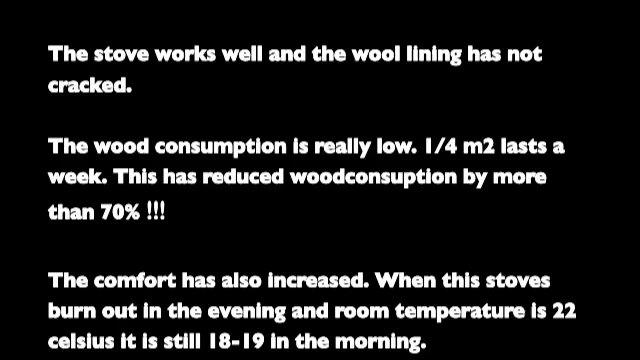 The stove works well and the wool lining has not
cracked.
The wood consumption is really low. 1/4 m2 lasts a
week. This has reduced woodconsuption by more
than 70% !!!
The comfort has also increased. When this stoves
burn out in the evening and room temperature is 22
celsius it is still 18-19 in the morning.